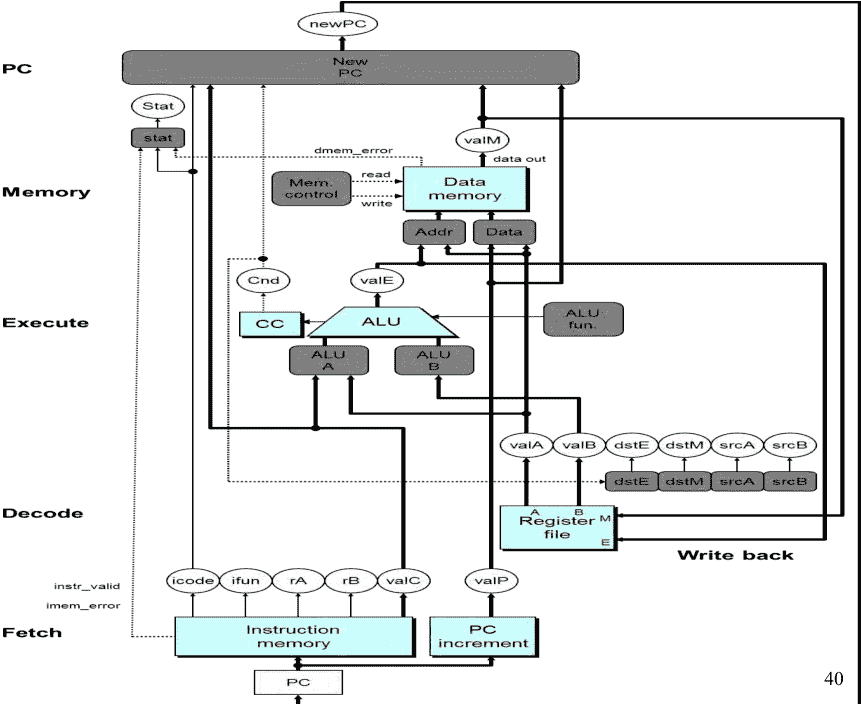 newPC
PC
New
PC
Stat
stat
valM
data out
dmem_error
Memory
Mem.
control
read
write
Data
memory
Addr
Data
Cnd
valE
Execute
CC
ALU
ALU
fun.
ALU
A
ALU
B
valA
valB
dstE
dstM
srcA
srcB
dstE
dstM
srcA
srcB
Decode
A
B
M
Register
file
E
Write back
instr_valid
imem_error
icode
ifun
rA
rB
valC
valP
Fetch
Instruction
memory
PC
increment
PC
40